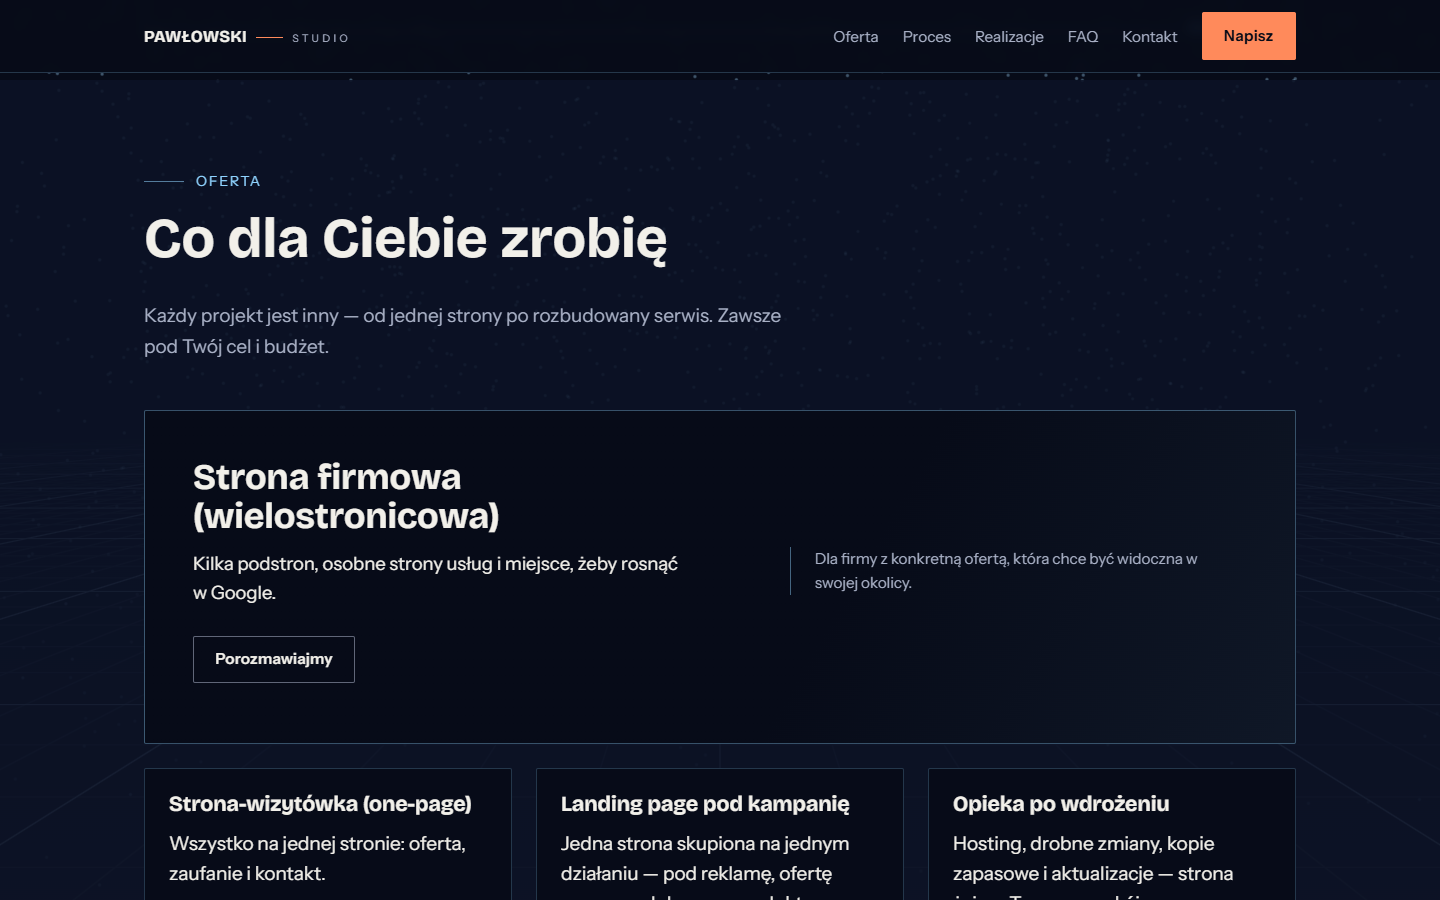 PAWŁOWSKI — STUDIO
Oferta Proces Realizacje FAQ Kontakt Napisz
OFERTA
Co dla Ciebie zrobię
Każdy projekt jest inny — od jednej strony po rozbudowany serwis. Zawsze
pod Twój cel i budżet.
Strona firmowa
(wielostronicowa)
Kilka podstron, osobne strony usług i miejsce, żeby rosnąć
w Google.
Dla firmy z konkretną ofertą, która chce być widoczna w
swojej okolicy.
Porozmawiajmy
Strona-wizytówka (one-page)
Wszystko na jednej stronie: oferta,
zaufanie i kontakt.
Landing page pod kampanię
Jedna strona skupiona na jednym
działaniu — pod reklamę, ofertę
Opieka po wdrożeniu
Hosting, drobne zmiany, kopie
zapasowe i aktualizacje — strona